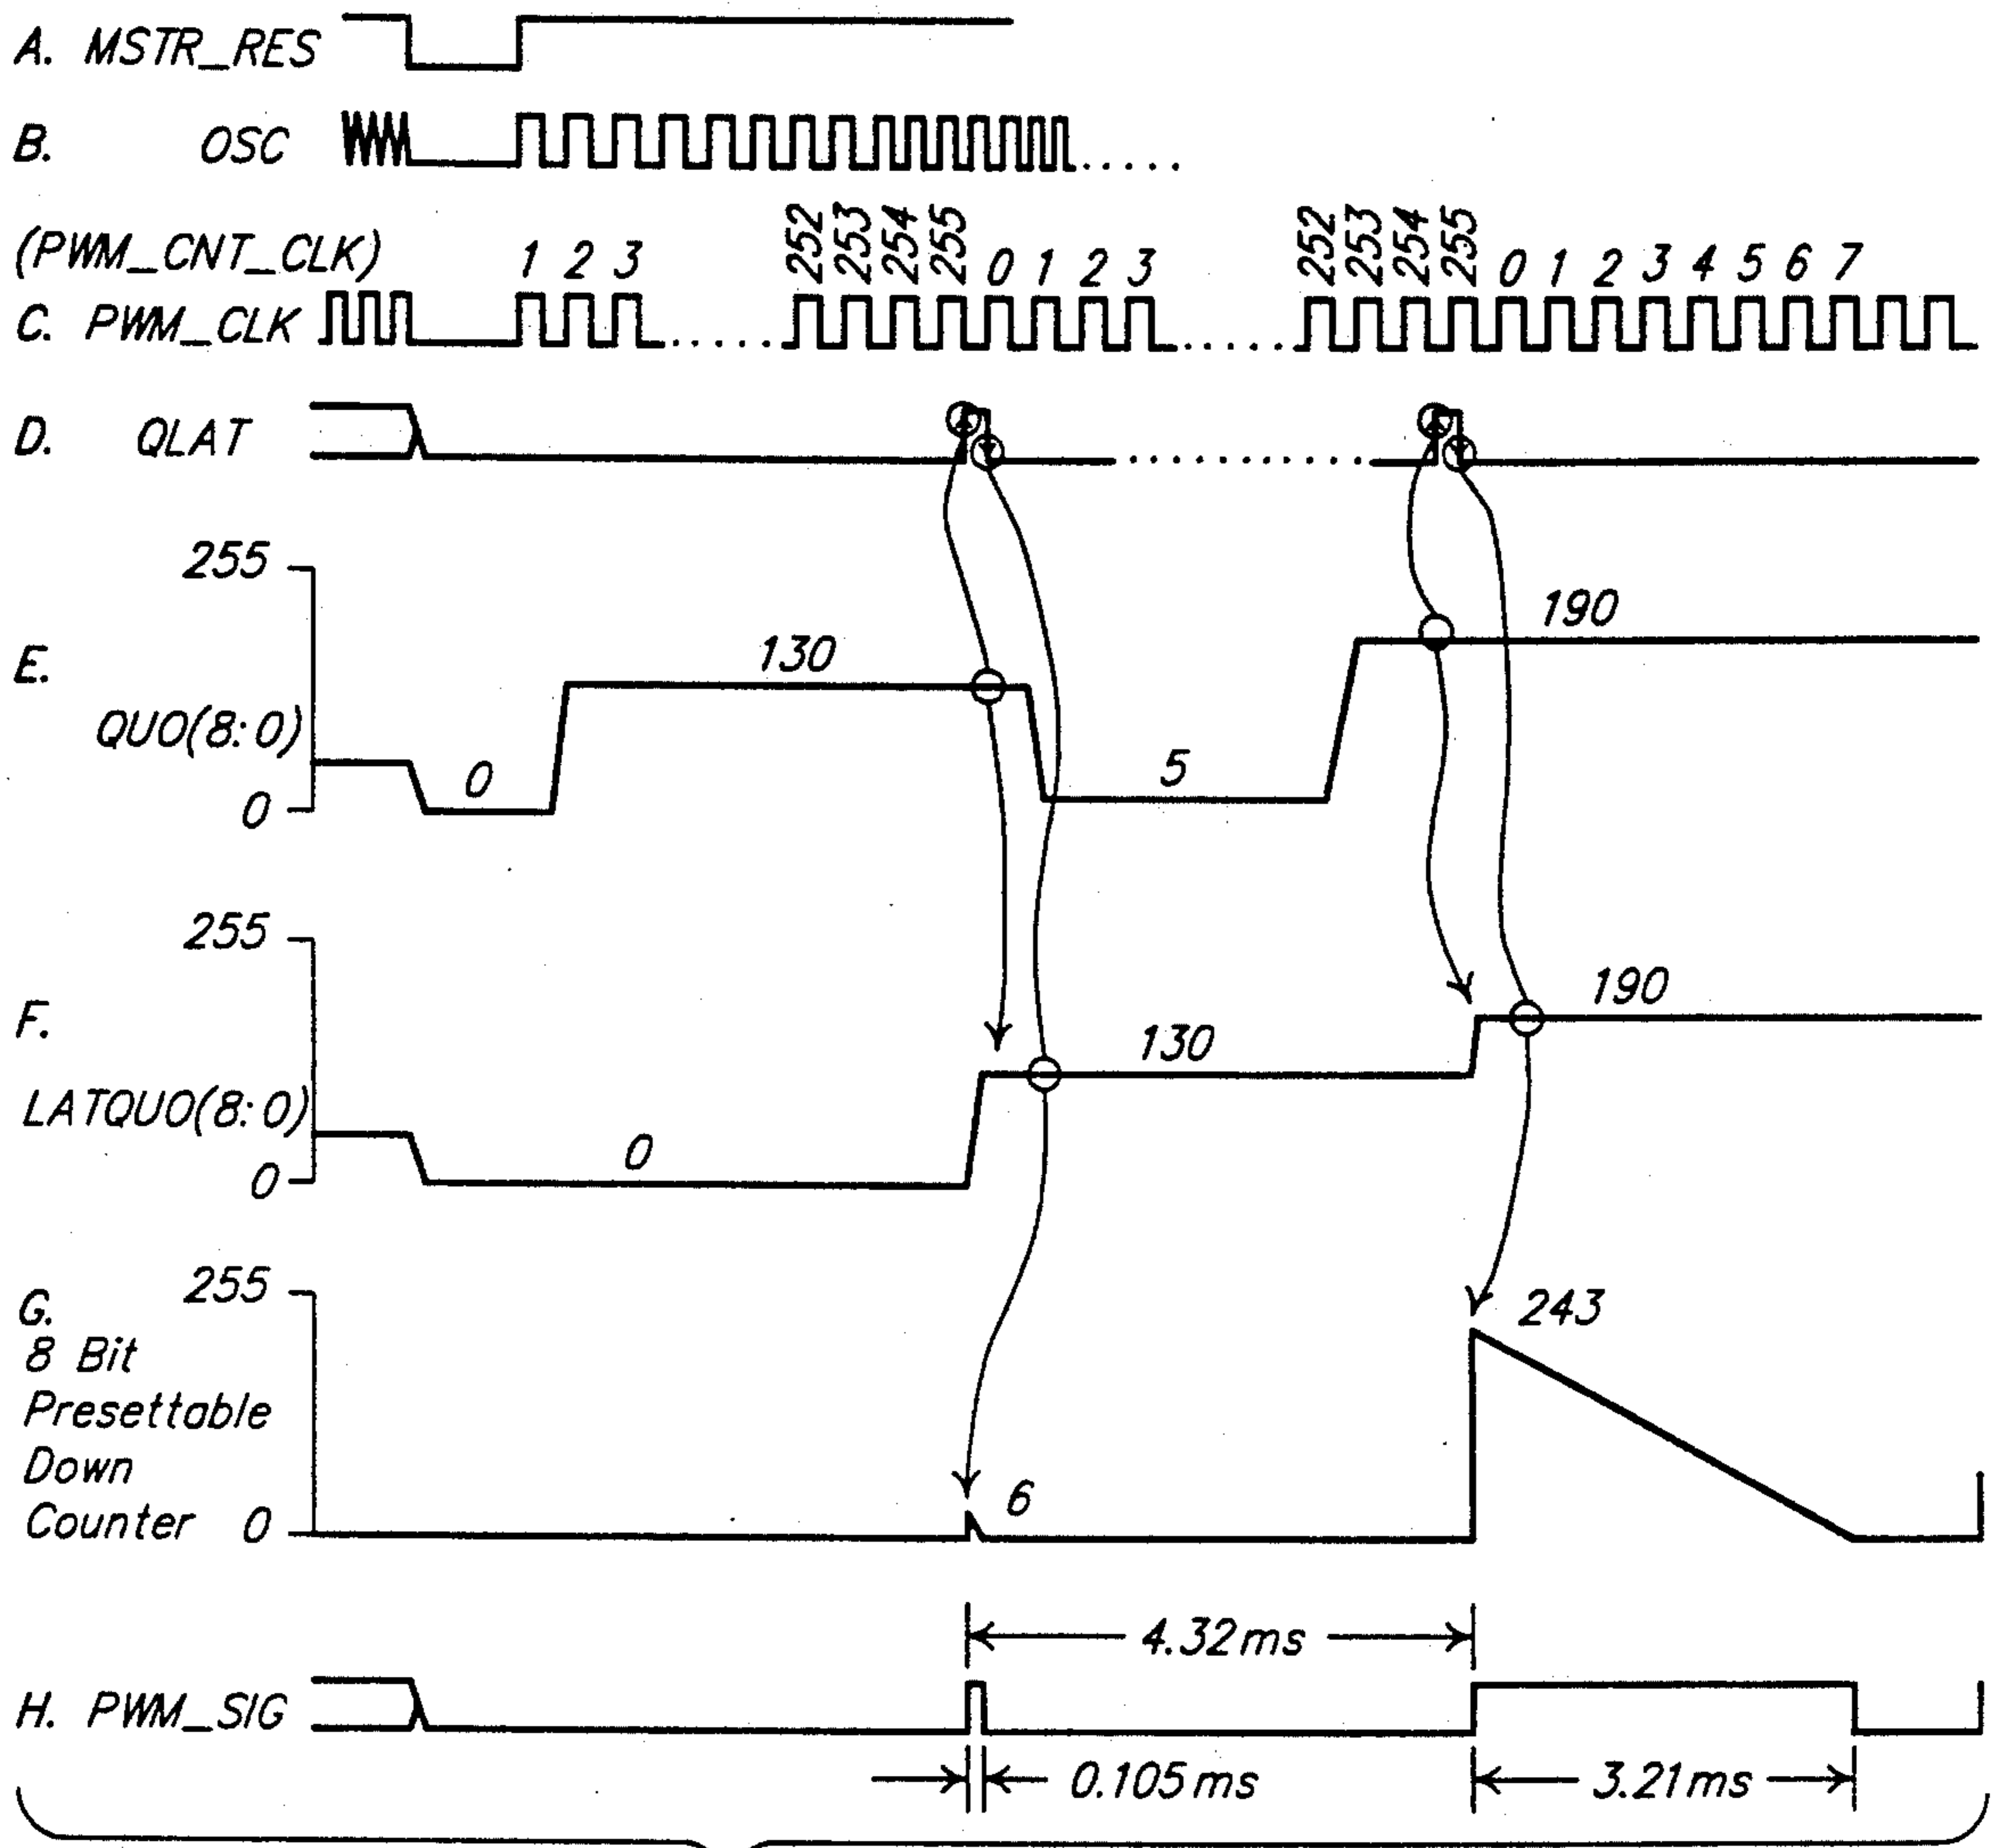 A. MSTR_RES
B. OSC
(PWM_CNT_CLK) 1 2 3 252 253 254 255 0 1 2 3 252 253 254 255 0 1 2 3 4 5 6 7
C. PWM_CLK
D. QLAT
255
190
E. 130
QUO(8:0)
0 5
0
255
190
F.
130
LATQUO(8:0)
0
0
255
G. 243
8 Bit
Presettable
Down
6
Counter 0
4.32ms
H. PWM_SIG
0.105ms 3.21ms